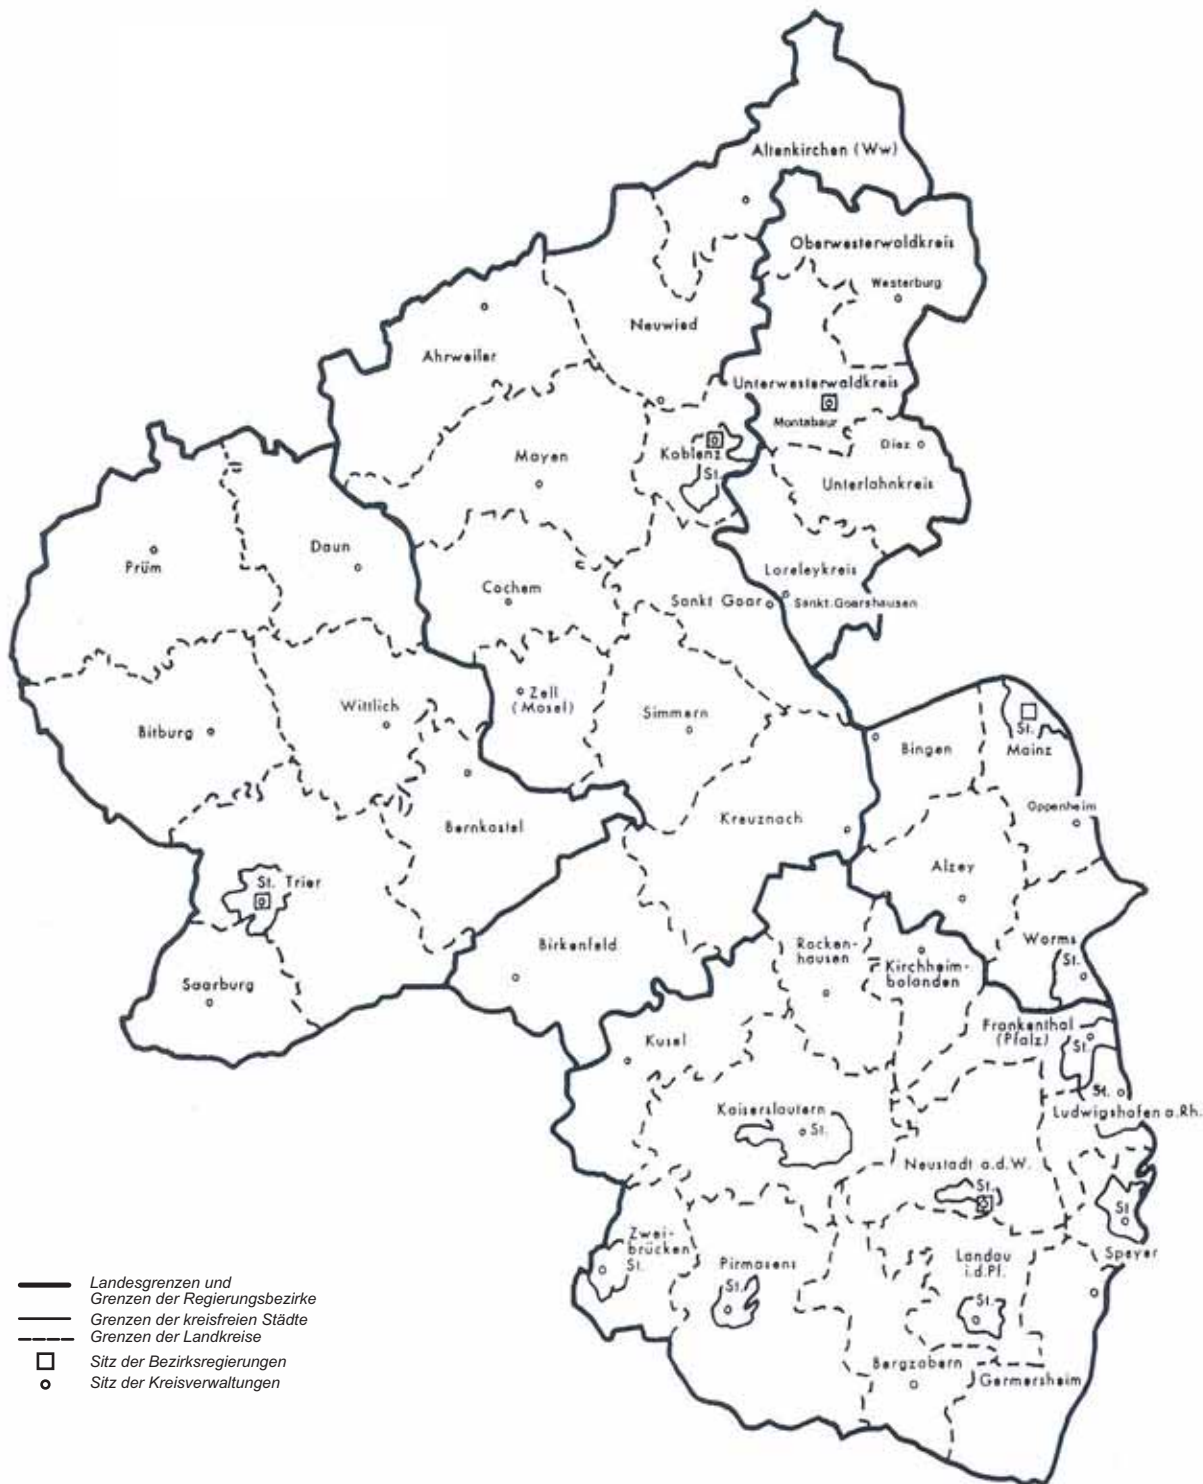 Altenkirchen (Ww)
Oberwesterwaldkreis
Westerburg
Neuwied
Ahrweiler
Unterwesterwaldkreis
Montabaur
Mayen
Koblenz
St.
Diez
Unterlahnkreis
Prüm
Daun
Cochem
Loreleykreis
Sankt Goar
Sankt.Goarshausen
Zell
(Mosel)
Wittlich
Simmern
Bitburg
Bingen
St.
Mainz
Oppenheim
Kreuznach
Bernkastel
Alzey
St. Trier
Birkenfeld
Rocken-
hausen
Kirchheim-
bolanden
Worms
St.
Saarburg
Frankenthal
(Pfalz)
St.
Kusel
St.
Ludwigshafen a.Rh.
Kaiserslautern
St.
Neustadt a.d.W.
St.
St.
Speyer
Zwei-
brücken
St.
Pirmasens
St.
Landau
i.d.Pf.
St.
Bergzabern
Germersheim
Landesgrenzen und
Grenzen der Regierungsbezirke
Grenzen der kreisfreien Städte
Grenzen der Landkreise
Sitz der Bezirksregierungen
Sitz der Kreisverwaltungen